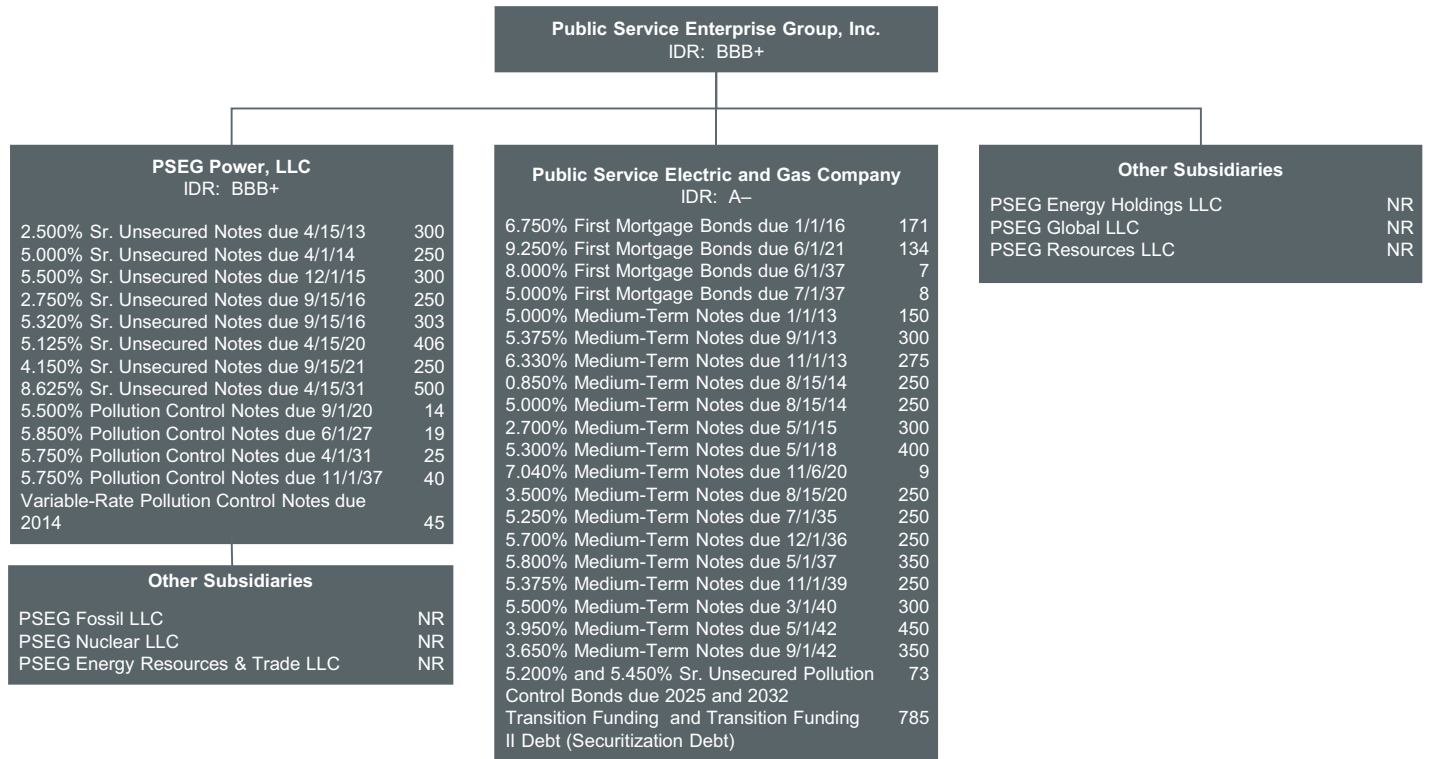 Public Service Enterprise Group, Inc.
IDR: BBB+
PSEG Power, LLC
IDR: BBB+
2.500% Sr. Unsecured Notes due 4/15/13 300
5.000% Sr. Unsecured Notes due 4/1/14 250
5.500% Sr. Unsecured Notes due 12/1/15 300
2.750% Sr. Unsecured Notes due 9/15/16 250
5.320% Sr. Unsecured Notes due 9/15/16 303
5.125% Sr. Unsecured Notes due 4/15/20 406
4.150% Sr. Unsecured Notes due 9/15/21 250
8.625% Sr. Unsecured Notes due 4/15/31 500
5.500% Pollution Control Notes due 9/1/20 14
5.850% Pollution Control Notes due 6/1/27 19
5.750% Pollution Control Notes due 4/1/31 25
5.750% Pollution Control Notes due 11/1/37 40
Variable-Rate Pollution Control Notes due
2014 45
Other Subsidiaries
PSEG Fossil LLC NR
PSEG Nuclear LLC NR
PSEG Energy Resources & Trade LLC NR
Public Service Electric and Gas Company
IDR: A–
6.750% First Mortgage Bonds due 1/1/16 171
9.250% First Mortgage Bonds due 6/1/21 134
8.000% First Mortgage Bonds due 6/1/37 7
5.000% First Mortgage Bonds due 7/1/37 8
5.000% Medium-Term Notes due 1/1/13 150
5.375% Medium-Term Notes due 9/1/13 300
6.330% Medium-Term Notes due 11/1/13 275
0.850% Medium-Term Notes due 8/15/14 250
5.000% Medium-Term Notes due 8/15/14 250
2.700% Medium-Term Notes due 5/1/15 300
5.300% Medium-Term Notes due 5/1/18 400
7.040% Medium-Term Notes due 11/6/20 9
3.500% Medium-Term Notes due 8/15/20 250
5.250% Medium-Term Notes due 7/1/35 250
5.700% Medium-Term Notes due 12/1/36 250
5.800% Medium-Term Notes due 5/1/37 350
5.375% Medium-Term Notes due 11/1/39 250
5.500% Medium-Term Notes due 3/1/40 300
3.950% Medium-Term Notes due 5/1/42 450
3.650% Medium-Term Notes due 9/1/42 350
5.200% and 5.450% Sr. Unsecured Pollution 73
Control Bonds due 2025 and 2032
Transition Funding and Transition Funding 785
II Debt (Securitization Debt)
Other Subsidiaries
PSEG Energy Holdings LLC NR
PSEG Global LLC NR
PSEG Resources LLC NR